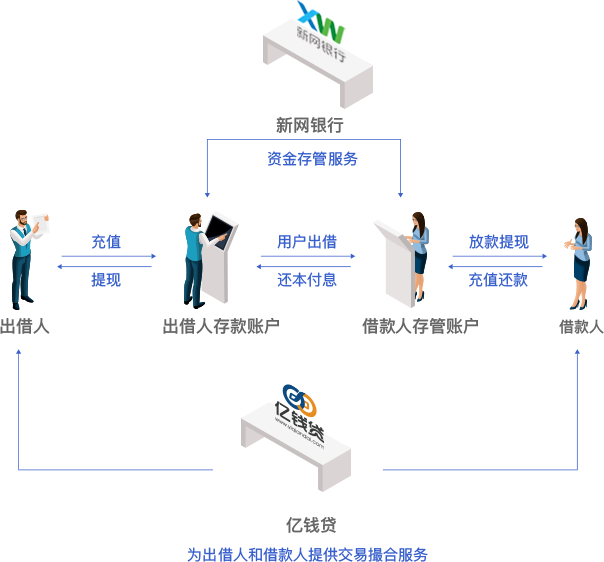 XW
新网银行
新网银行
资金存管服务
充值
用户出借
放款提现
提现
还本付息
充值还款
出借人
出借人存款账户
借款人存管账户
借款人
亿钱贷
亿钱贷
为出借人和借款人提供交易撮合服务